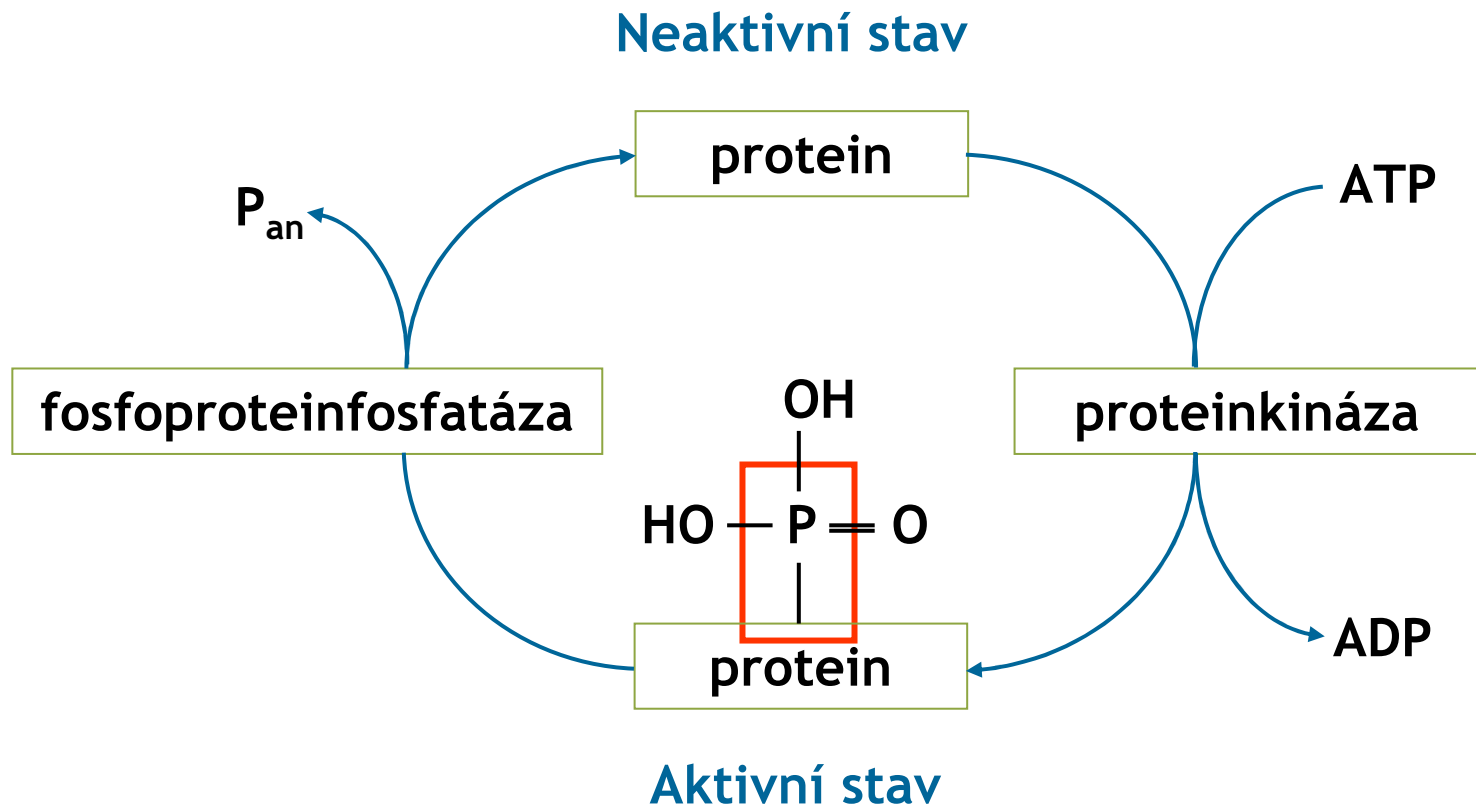 Neaktivní stav
protein
ATP
Pan
fosfoproteinfosfatáza
proteinkináza
OH
HO P O
ADP
protein
Aktivní stav